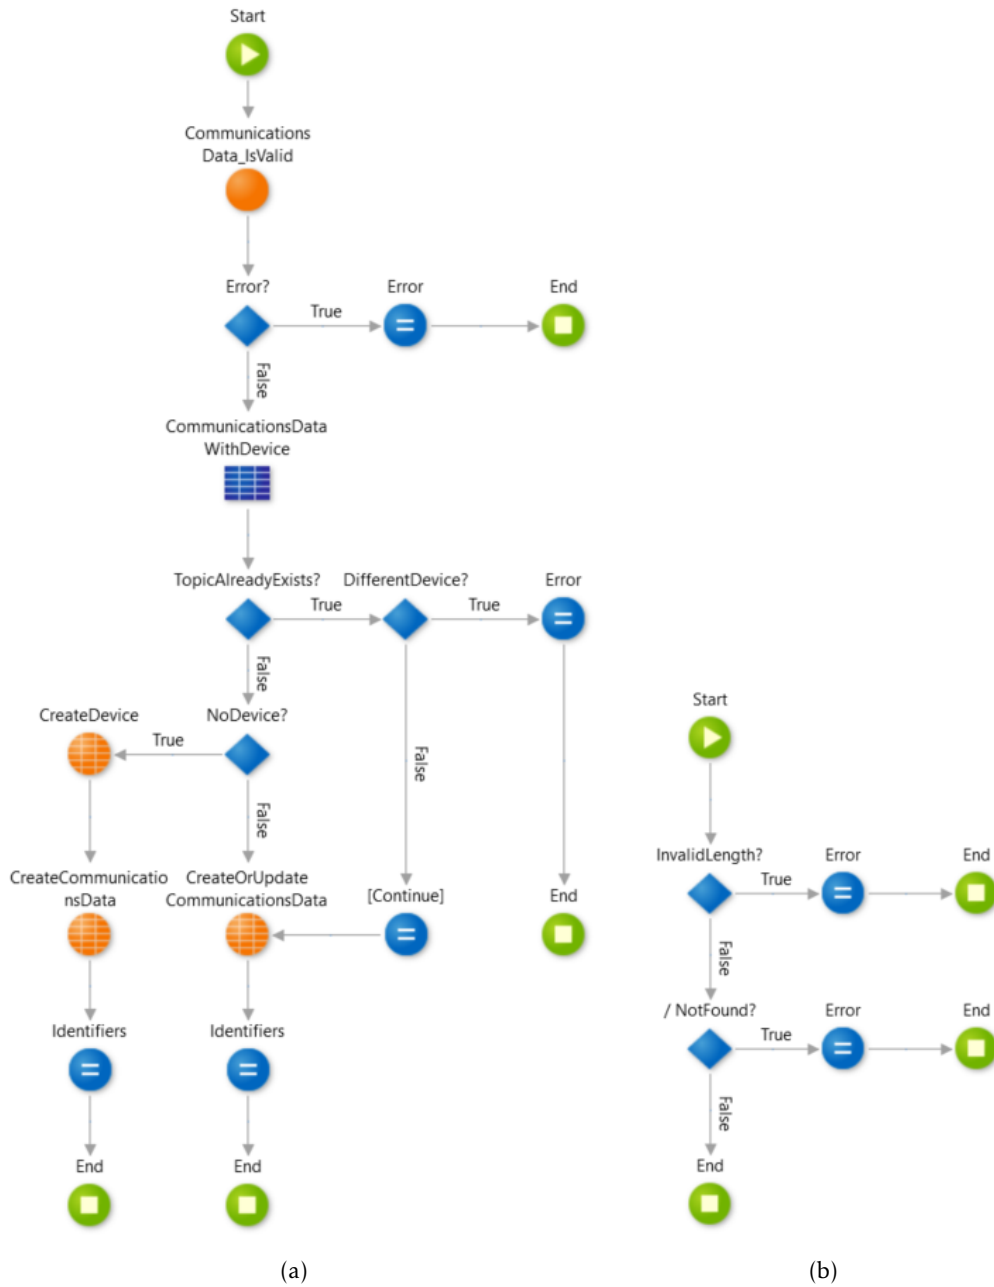 Start
Communications
Data_IsValid
Error?
True
Error
End
False
CommunicationsData
WithDevice
TopicAlreadyExists?
True
DifferentDevice?
True
Error
False
CreateDevice
True
NoDevice?
False
False
CreateCommunicatio
nsData
CreateOrUpdate
CommunicationsData
[Continue]
End
Identifiers
Identifiers
End
End
(a)
Start
InvalidLength?
True
Error
End
False
/ NotFound?
True
Error
End
False
End
(b)